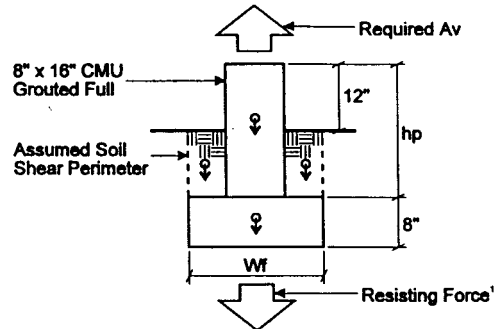 Required Av
8" x 16" CMU
Grouted Full
12"
hp
Assumed Soil
Shear Perimeter
8"
Wf
Resisting Force¹